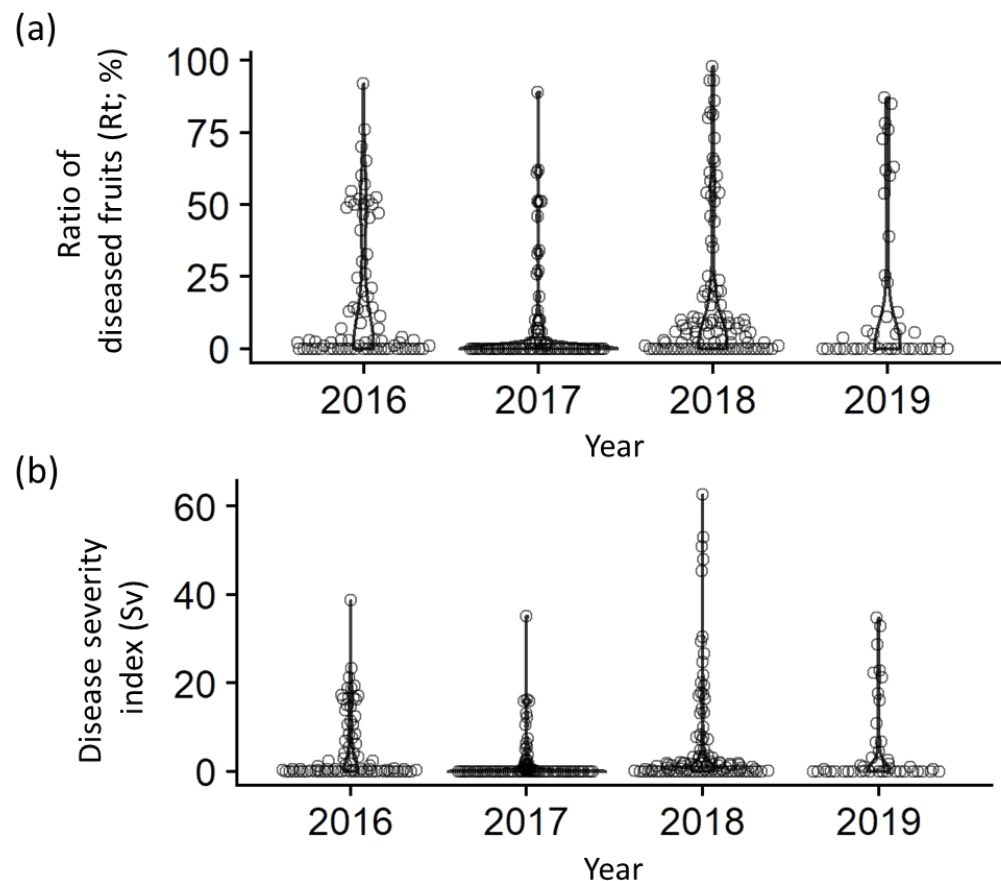 (a)
Ratio of
diseased fruits (Rt; %)
100
75
50
25
0
2016 2017 2018 2019
Year
(b)
Disease severity
index (Sv)
60
40
20
0
2016 2017 2018 2019
Year